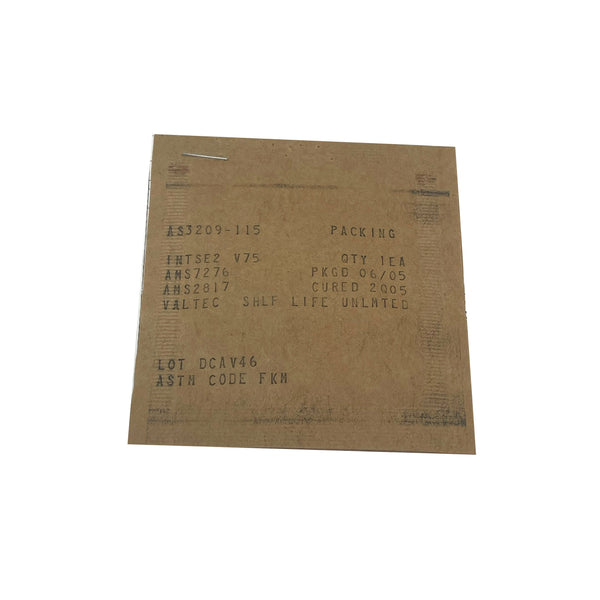 AS3209-115 PACKING
INTSE2 V75 QTY 1EA
AMS7276 PKGD 06/05
AMS2817 CURED 2Q05
VALTEC SHLF LIFE UNLMTED
LOT DCAV46
ASTM CODE FKM